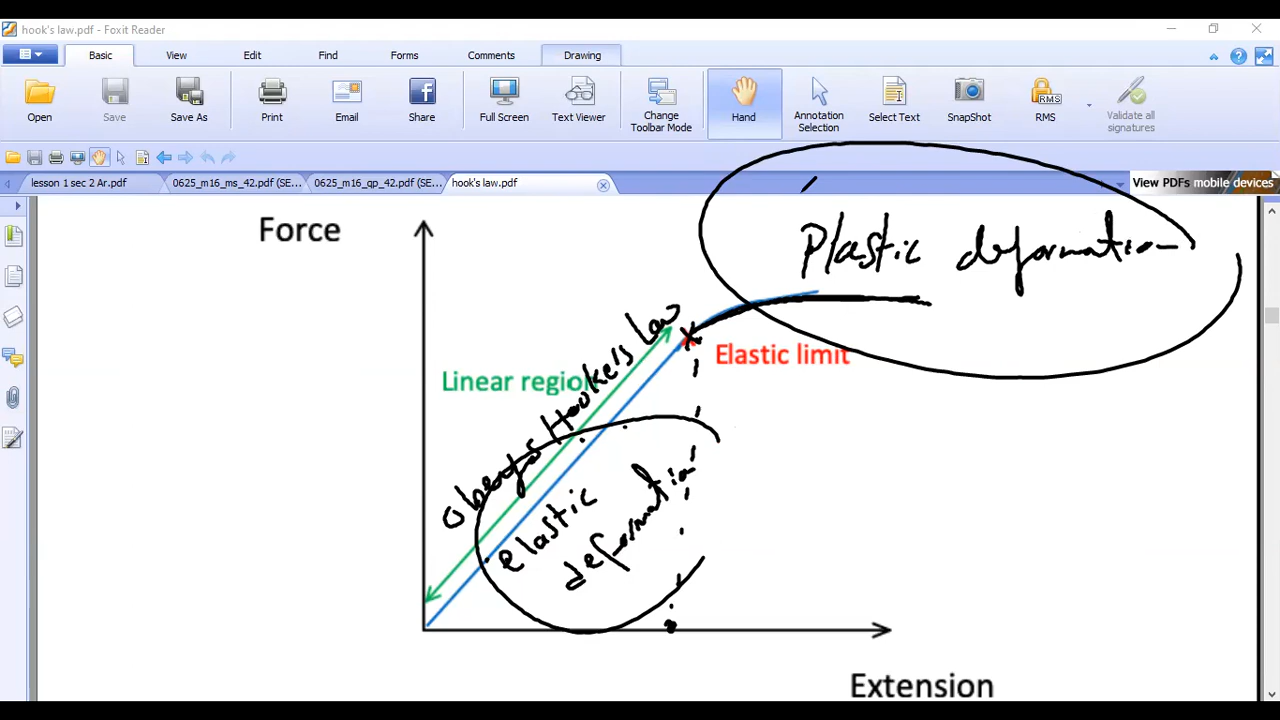 hook's law.pdf - Foxit Reader
Basic View Edit Find Forms Comments Drawing
Open Save Save As Print Email Share Full Screen Text Viewer Change Toolbar Mode Hand Annotation Selection Select Text SnapShot RMS Validate all signatures
RMS
lesson 1 sec 2 Ar.pdf 0625_m16_ms_42.pdf (SE... 0625_m16_qp_42.pdf (SE... hook's law.pdf View PDFs mobile devices
Force
Plastic deformation
Elastic limit
Linear region
Obeys Hooke's Law
elastic
deformation
Extension